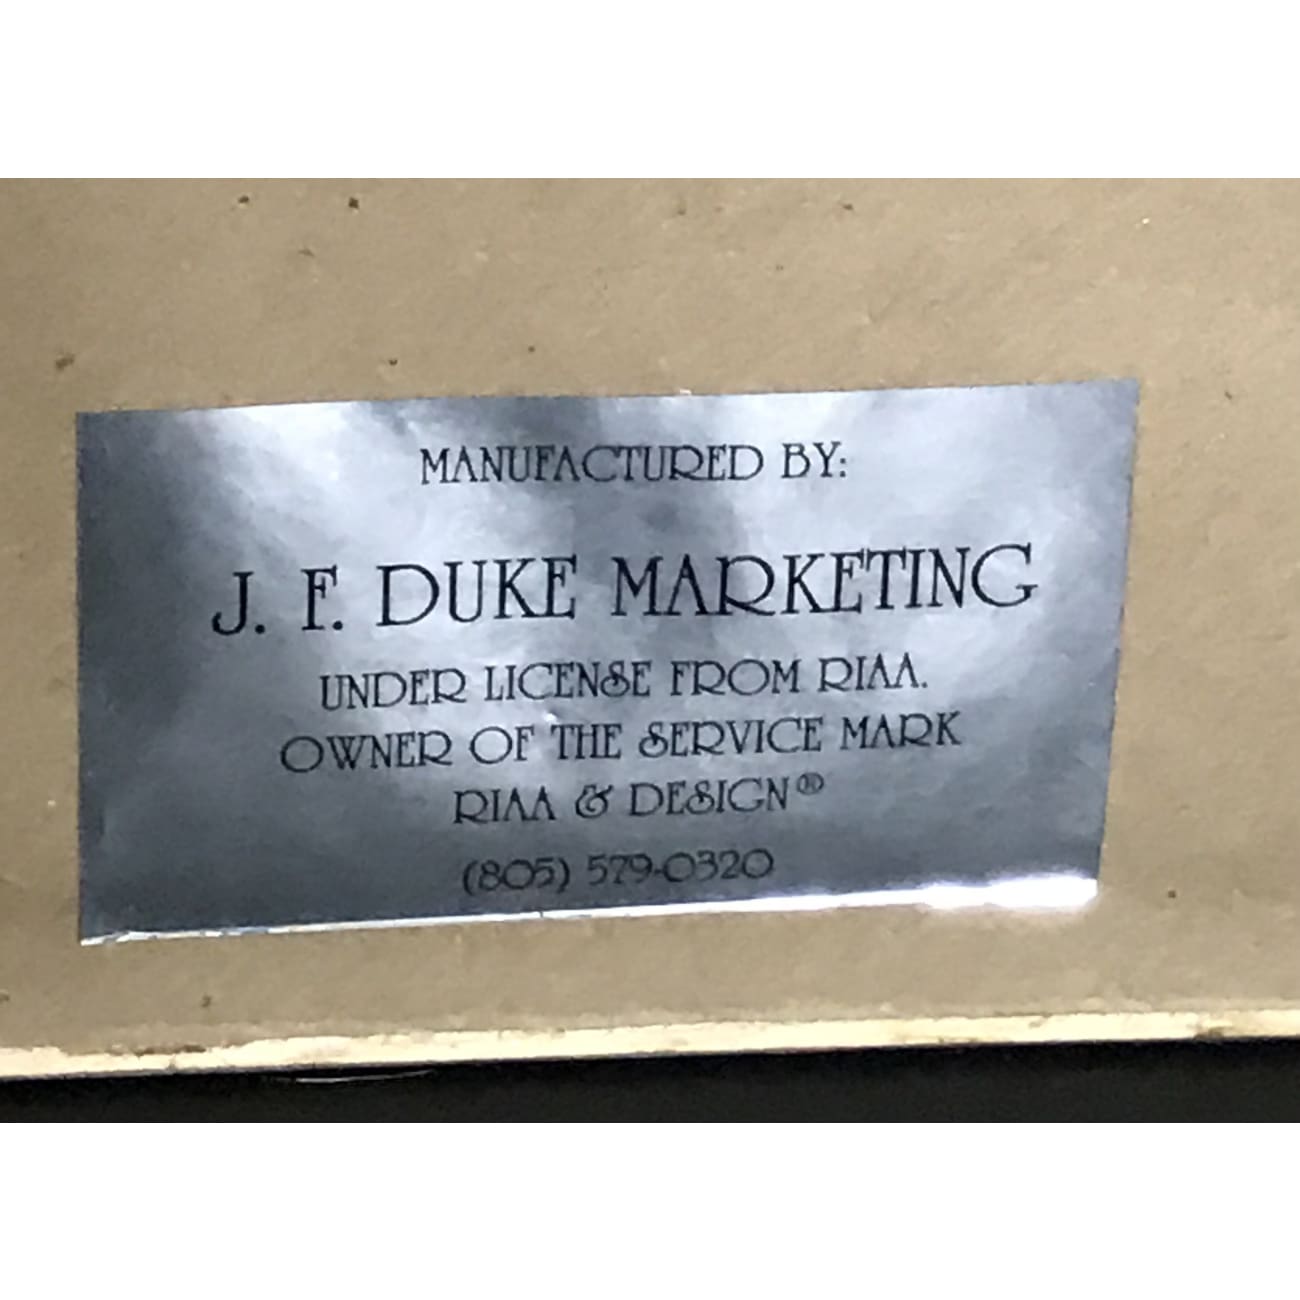 MANUFACTURED BY:
J. F. DUKE MARKETING
UNDER LICENSE FROM RIAA.
OWNER OF THE SERVICE MARK
RIAA & DESIGN®
(805) 579-0320